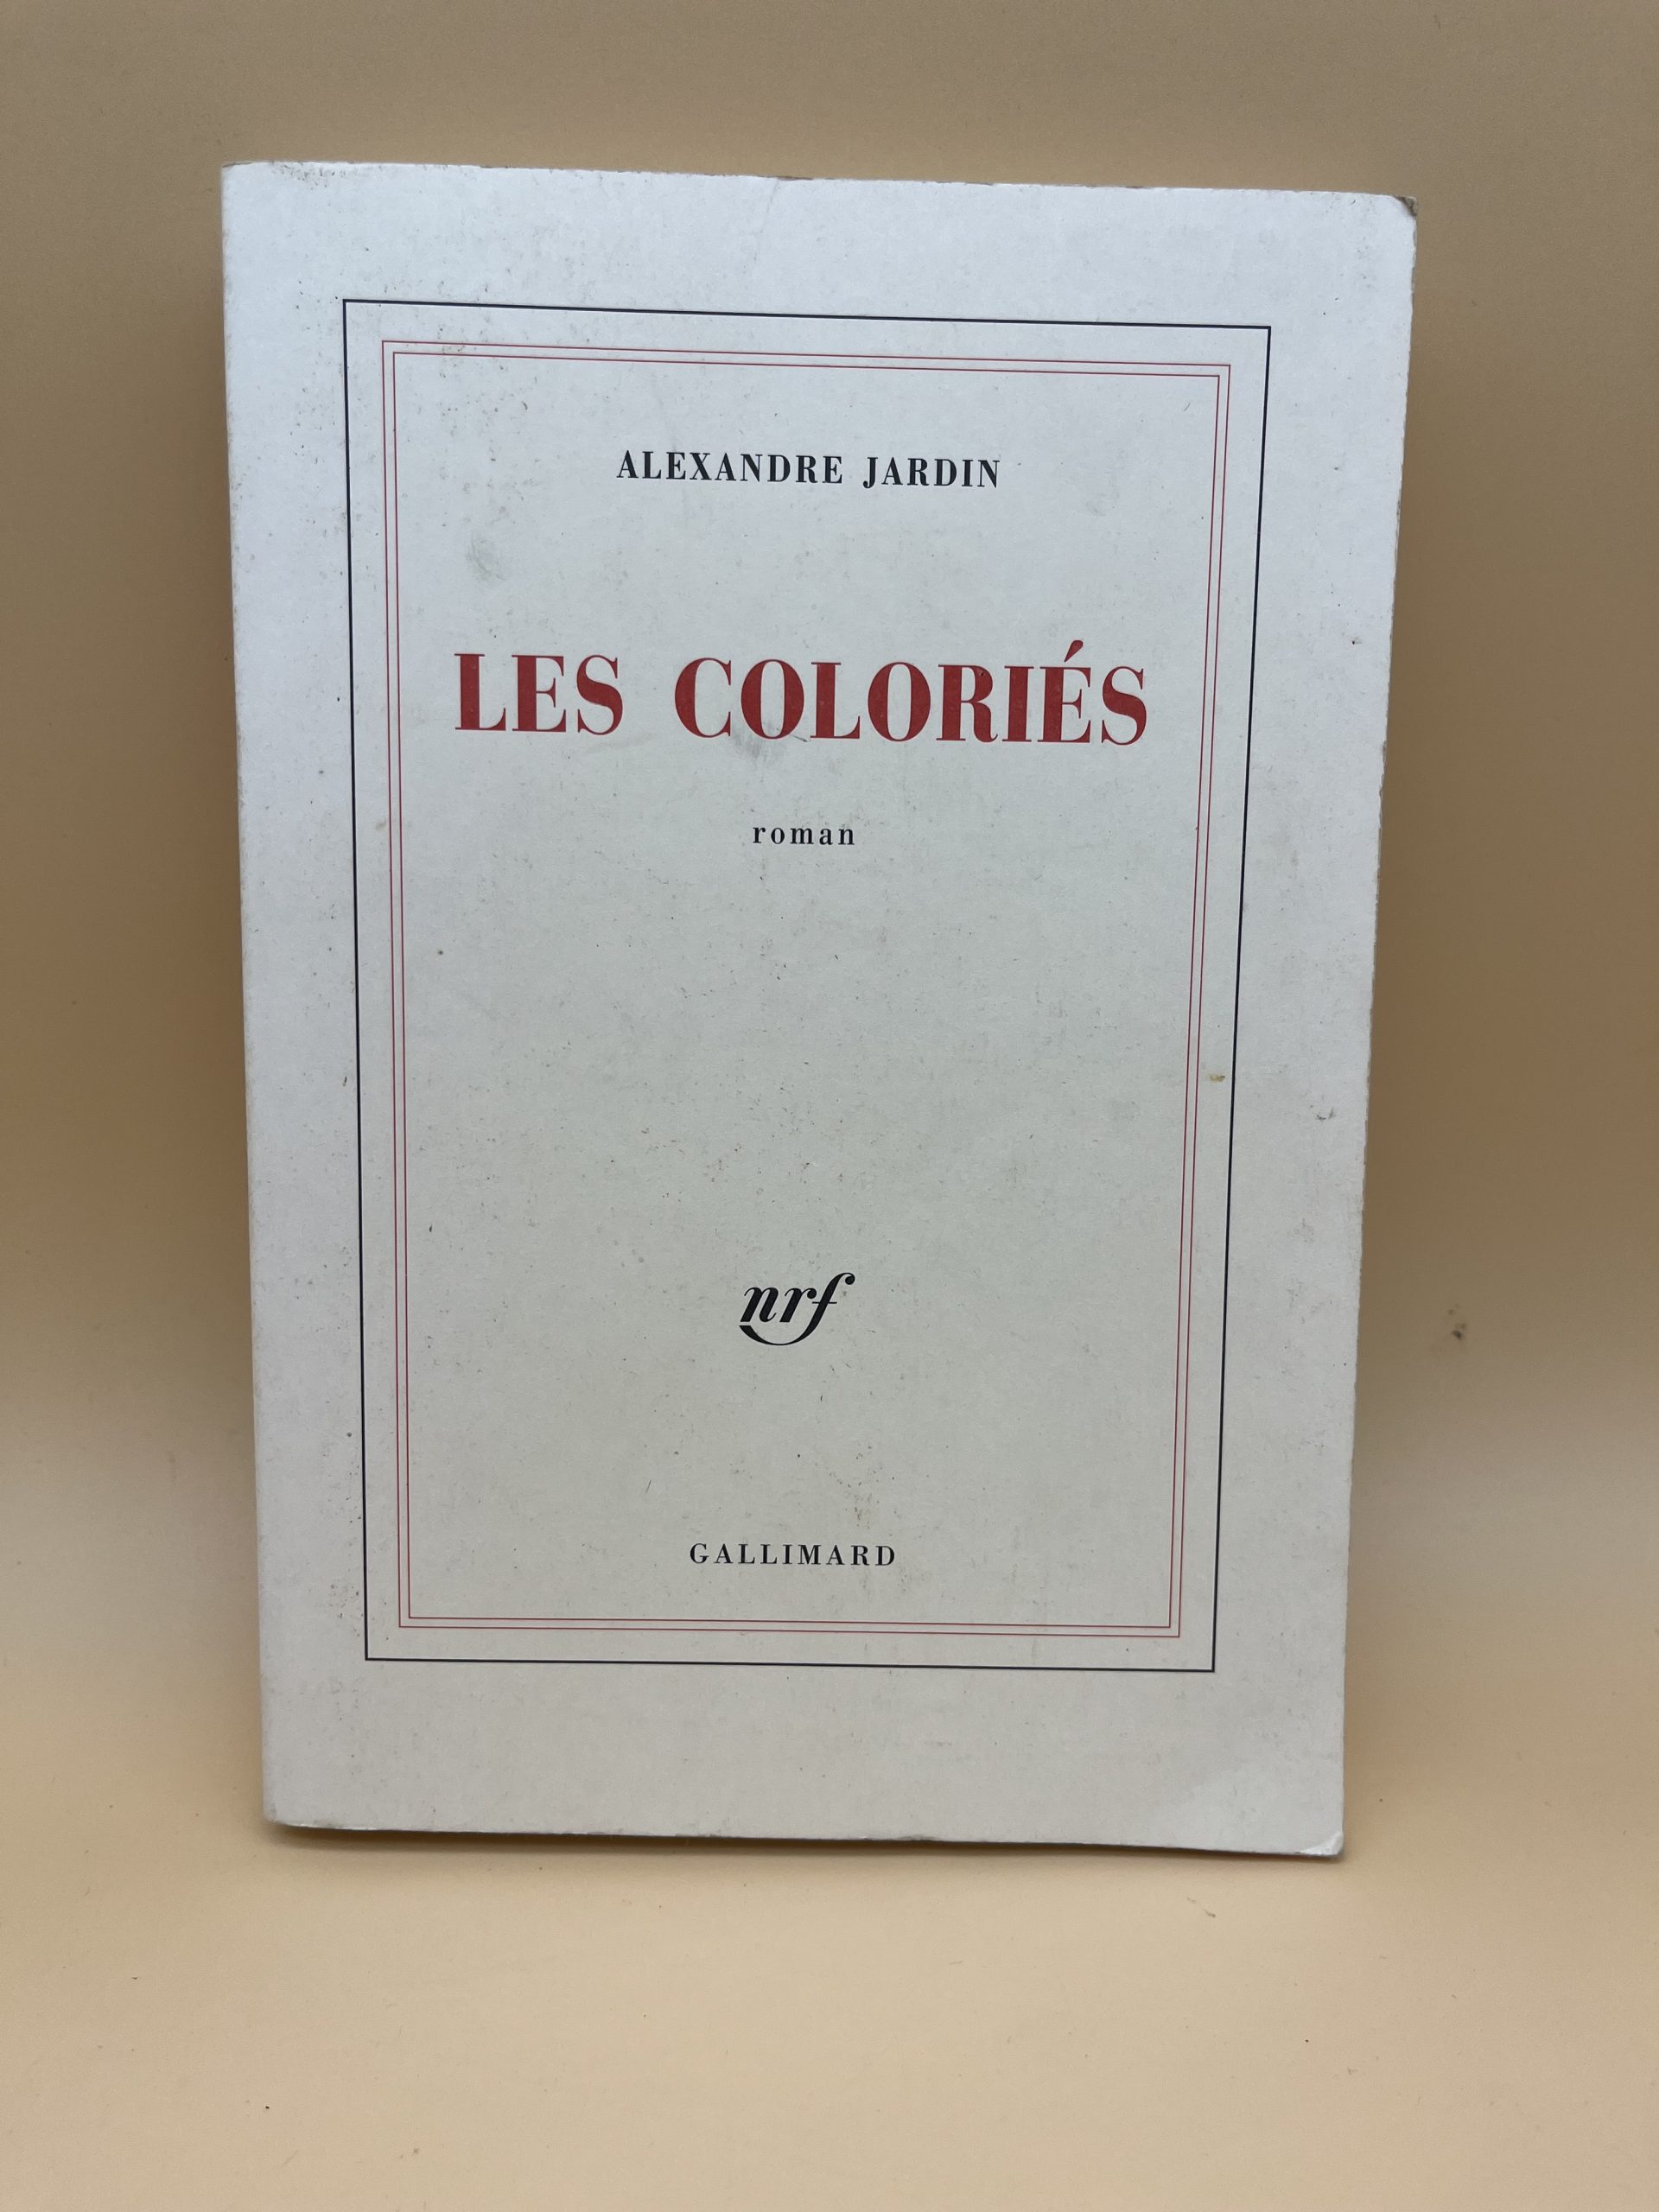 ALEXANDRE JARDIN
LES COLORIÉS
roman
nrf
GALLIMARD